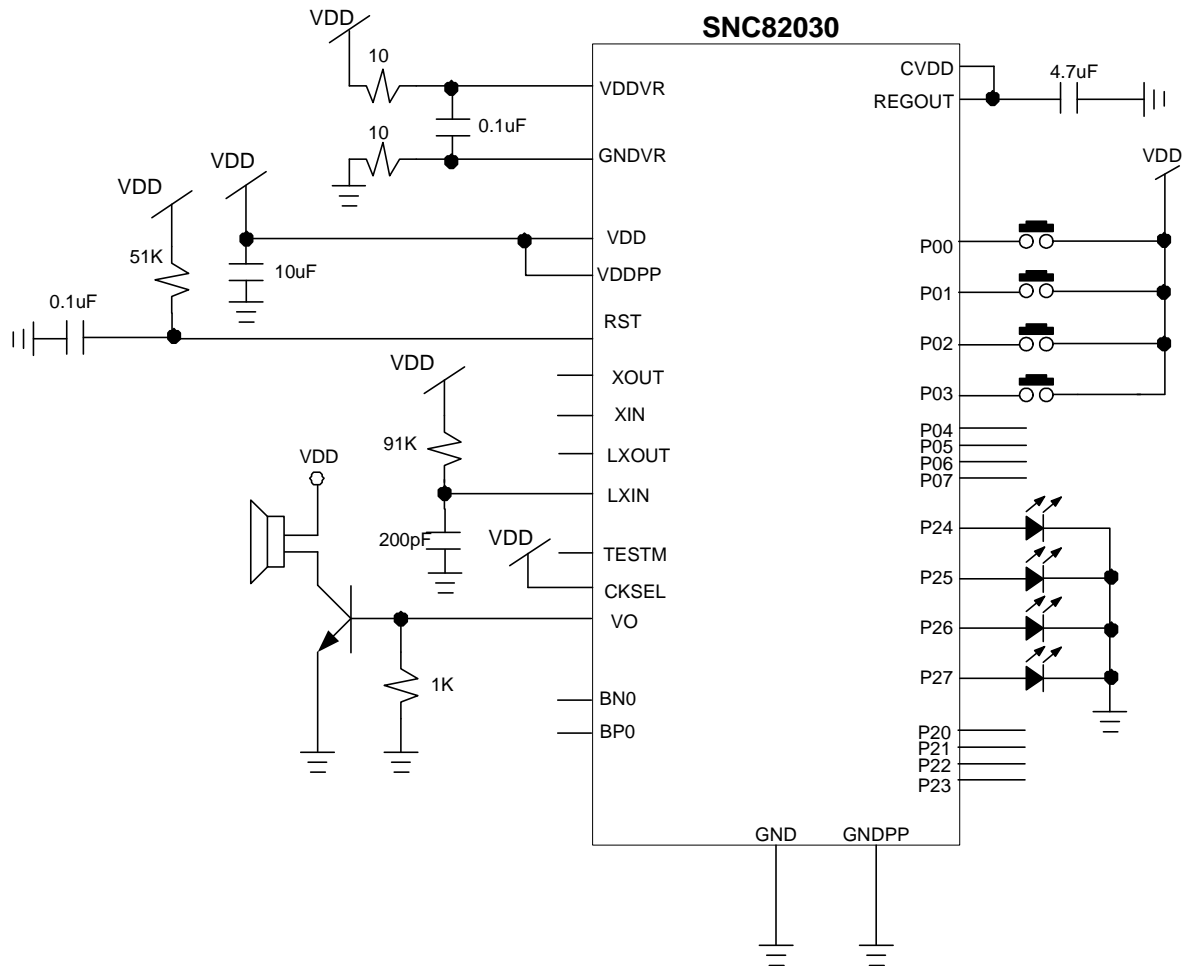 SNC82030
VDD
10
VDDVR
0.1uF
10
GNDVR
VDD
VDD
VDD
51K
10uF
VDDPP
0.1uF
RST
XOUT
VDD
XIN
91K
LXOUT
VDD
LXIN
200pF
VDD
TESTM
CKSEL
VO
1K
BN0
BP0
CVDD
4.7uF
REGOUT
VDD
P00
P01
P02
P03
P04
P05
P06
P07
P24
P25
P26
P27
P20
P21
P22
P23
GND
GNDPP